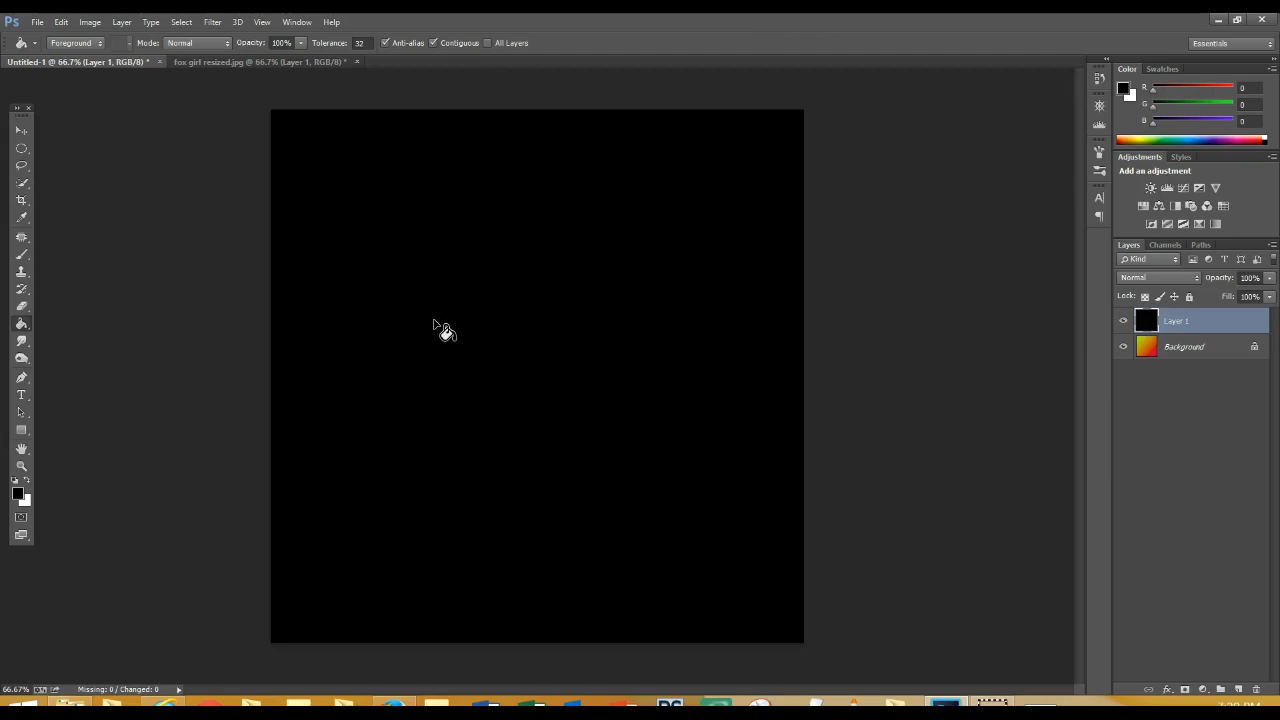 Ps File Edit Image Layer Type Select Filter 3D View Window Help
Foreground Mode: Normal Opacity: 100% Tolerance: 32 Anti-alias Contiguous All Layers Essentials
Untitled-1 @ 66.7% (Layer 1, RGB/8) * × fox girl resized.jpg @ 66.7% (Layer 1, RGB/8) * ×
Color Swatches
R 0
G 0
B 0
Adjustments Styles
Add an adjustment
Layers Channels Paths
Kind
Normal Opacity: 100%
Lock: Fill: 100%
Layer 1
Background
66.67% Missing: 0 / Changed: 0